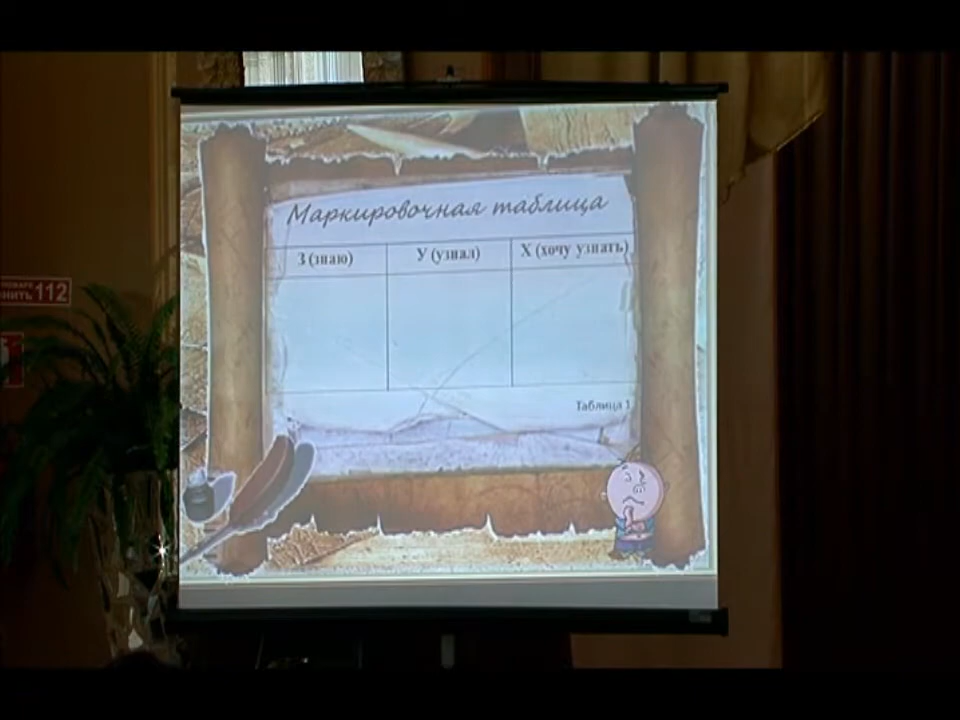 Маркировочная таблица
З (знаю) У (узнал) Х (хочу узнать)
Таблица 1
112